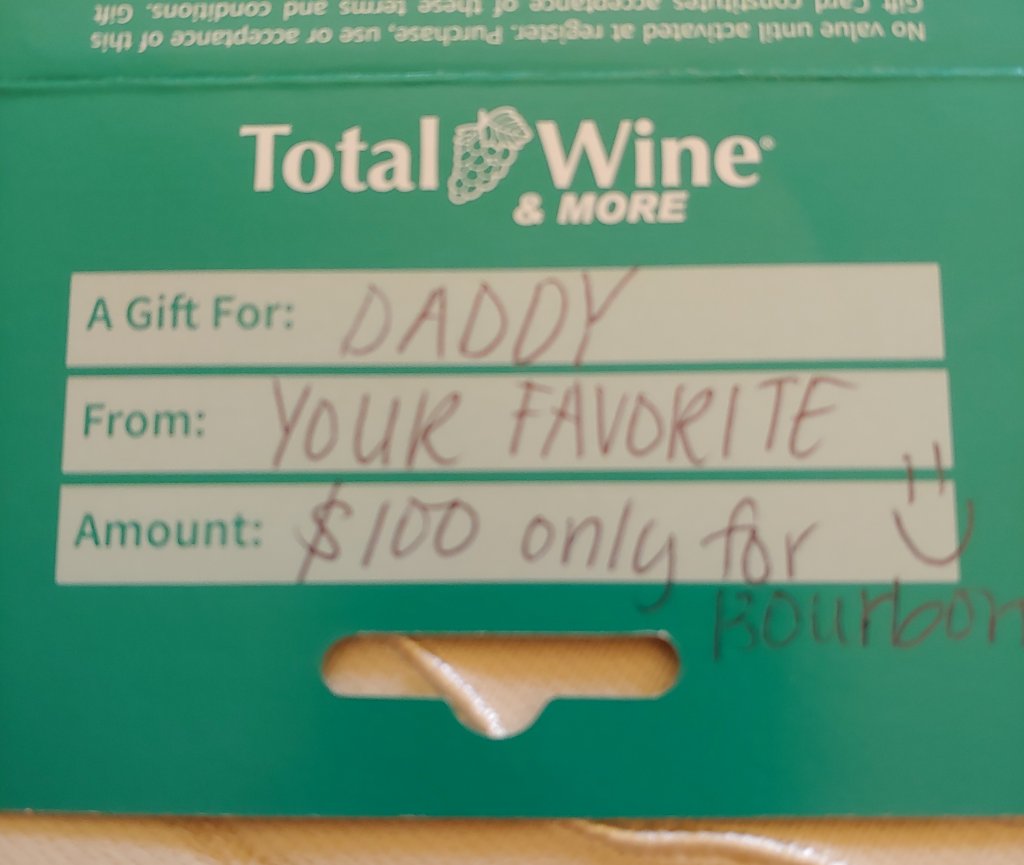 Gift Card constitutes acceptance of these terms and conditions. Gift
No value until activated at register. Purchase, use or acceptance of this
Total Wine®
& MORE
A Gift For: DADDY
From: YOUR FAVORITE
Amount: $100 only for
Bourbon